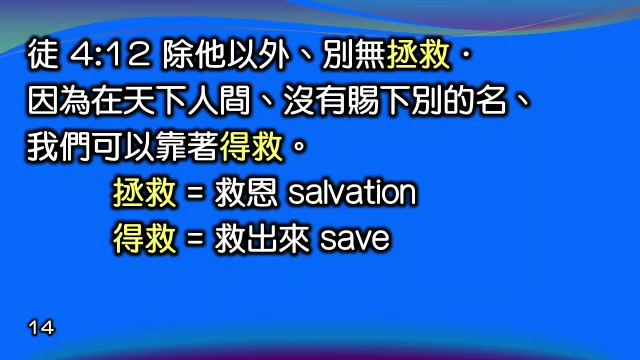 徒 4:12 除他以外、別無拯救．
因為在天下人間、沒有賜下別的名、
我們可以靠著得救。
拯救 = 救恩 salvation
得救 = 救出來 save
14